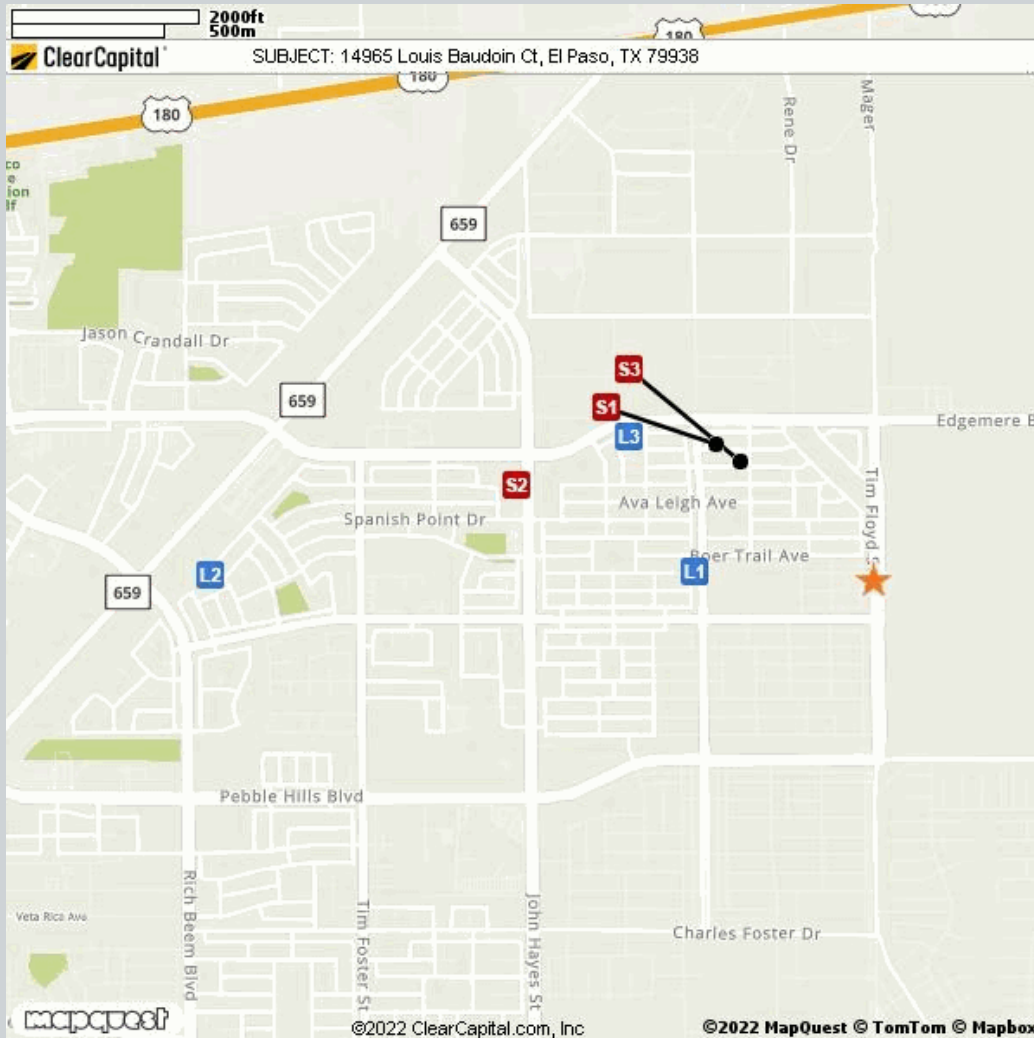 2000ft
500m
180
ClearCapital
SUBJECT: 14965 Louis Baudoin Ct, El Paso, TX 79938
180
180
Mager
Rene Dr
659
Jason Crandall Dr
S3
659
S1
Edgemere B
L3
S2
Ava Leigh Ave
Tim Floyd S
Spanish Point Dr
Boer Trail Ave
L2
L1
659
Pebble Hills Blvd
Rich Beem Blvd
Tim Foster St
John Hayes St
Veta Rica Ave
Charles Foster Dr
mapquest
©2022 ClearCapital.com, Inc
©2022 MapQuest © TomTom © Mapbox